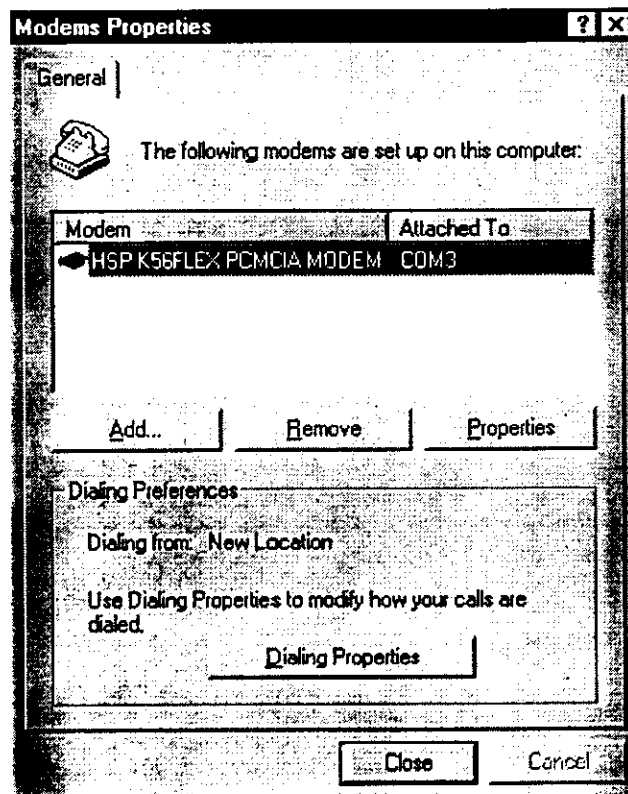 Modems Properties ? X
General
The following modems are set up on this computer:
Modem Attached To
HSP K56FLEX PCMCIA MODEM COM3
Add... Remove Properties
Dialing Preferences
Dialing from: New Location
Use Dialing Properties to modify how your calls are
dialed.
Dialing Properties
Close Cancel